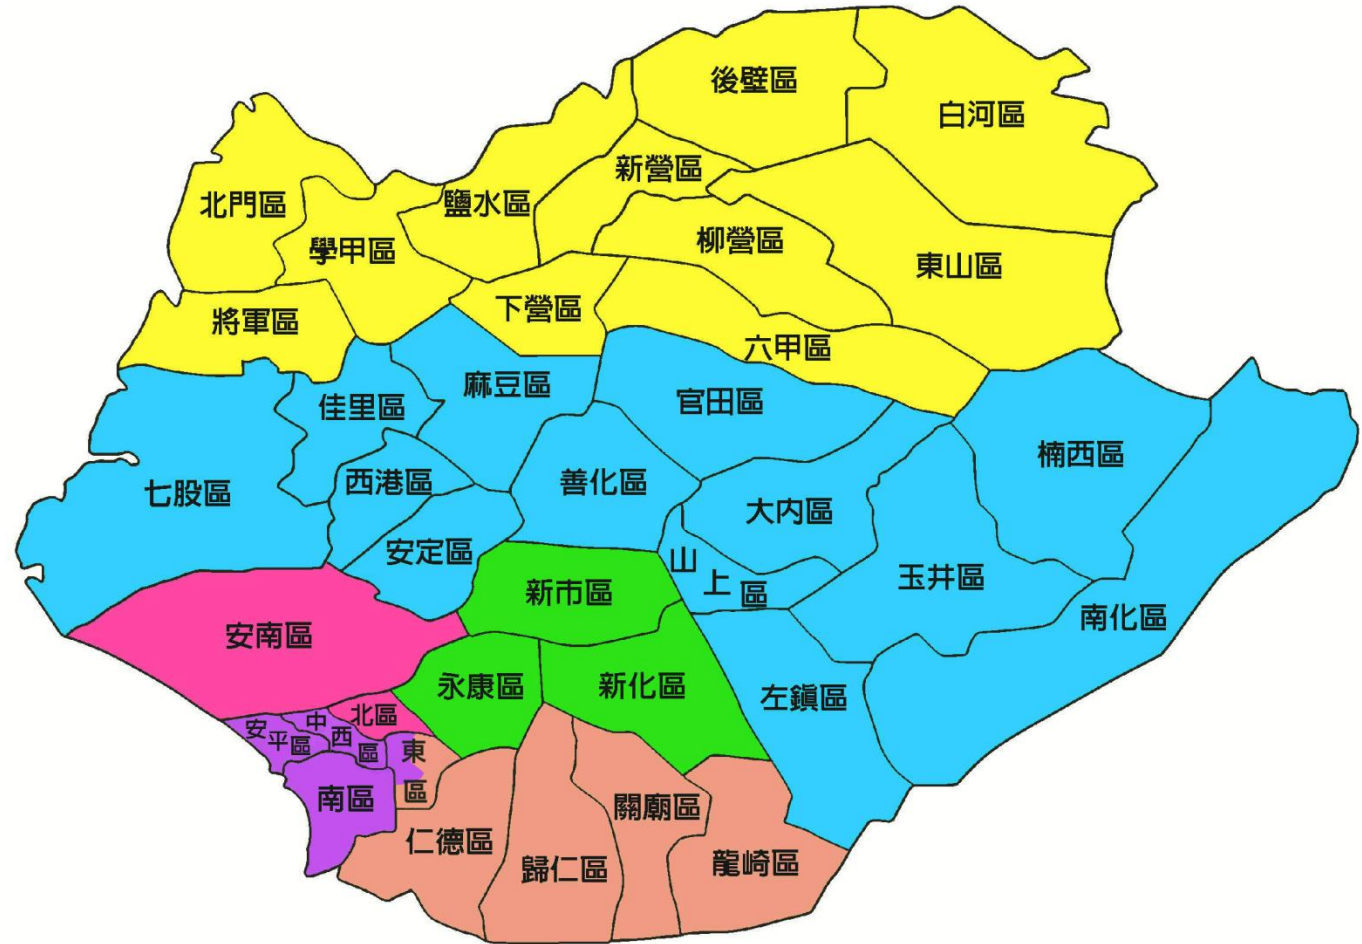 後壁區
白河區
新營區
北門區
鹽水區
學甲區
柳營區
東山區
下營區
將軍區
六甲區
麻豆區
佳里區
官田區
楠西區
七股區
西港區
善化區
大内區
安定區
山上區
玉井區
新市區
南化區
安南區
永康區
新化區
左鎮區
北區
安平區
中西區
東區
南區
關廟區
仁德區
歸仁區
龍崎區